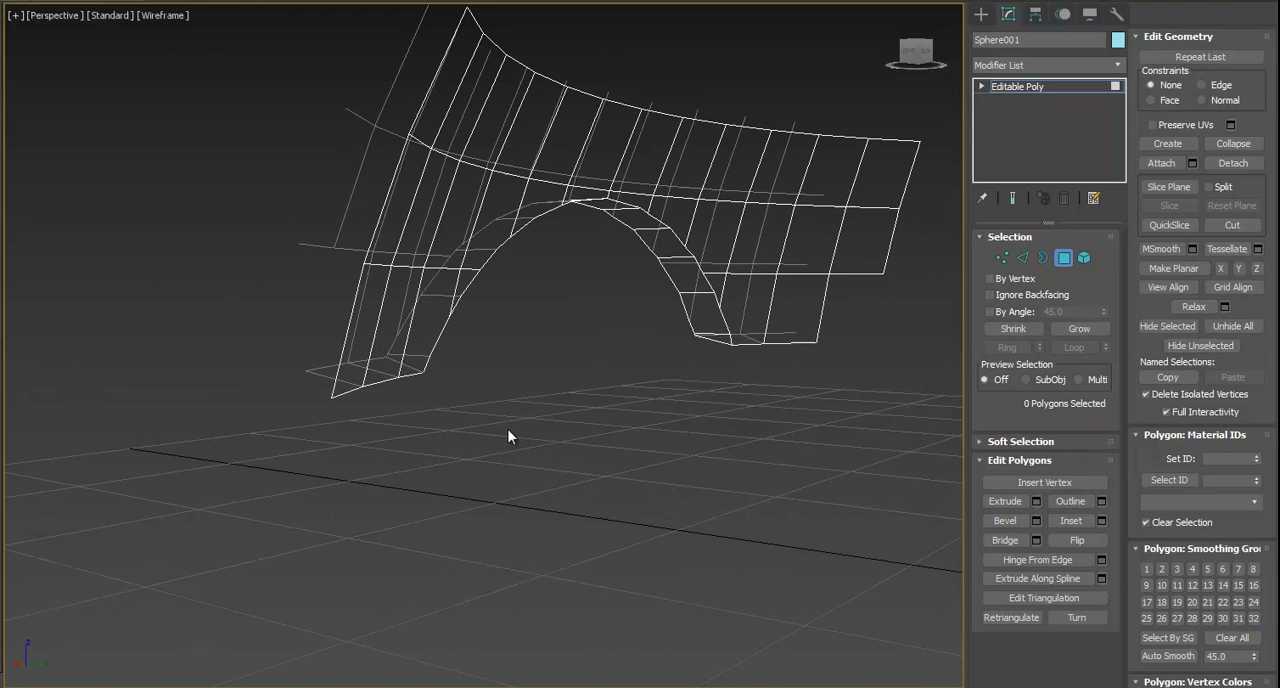 [+] [Perspective] [Standard] [Wireframe]
z
Sphere001
Modifier List
Editable Poly
Selection
By Vertex
Ignore Backfacing
By Angle: 45.0
Shrink Grow
Ring Loop
Preview Selection
Off SubObj Multi
0 Polygons Selected
Soft Selection
Edit Polygons
Insert Vertex
Extrude Outline
Bevel Inset
Bridge Flip
Hinge From Edge
Extrude Along Spline
Edit Triangulation
Retriangulate Turn
Edit Geometry
Repeat Last
Constraints
None Edge
Face Normal
Preserve UVs
Create Collapse
Attach Detach
Slice Plane Split
Slice Reset Plane
QuickSlice Cut
MSmooth Tessellate
Make Planar X Y Z
View Align Grid Align
Relax
Hide Selected Unhide All
Hide Unselected
Named Selections:
Copy Paste
Delete Isolated Vertices
Full Interactivity
Polygon: Material IDs
Set ID:
Select ID
Clear Selection
Polygon: Smoothing Grou
1 2 3 4 5 6 7 8
9 10 11 12 13 14 15 16
17 18 19 20 21 22 23 24
25 26 27 28 29 30 31 32
Select By SG Clear All
Auto Smooth 45.0
Polygon: Vertex Colors